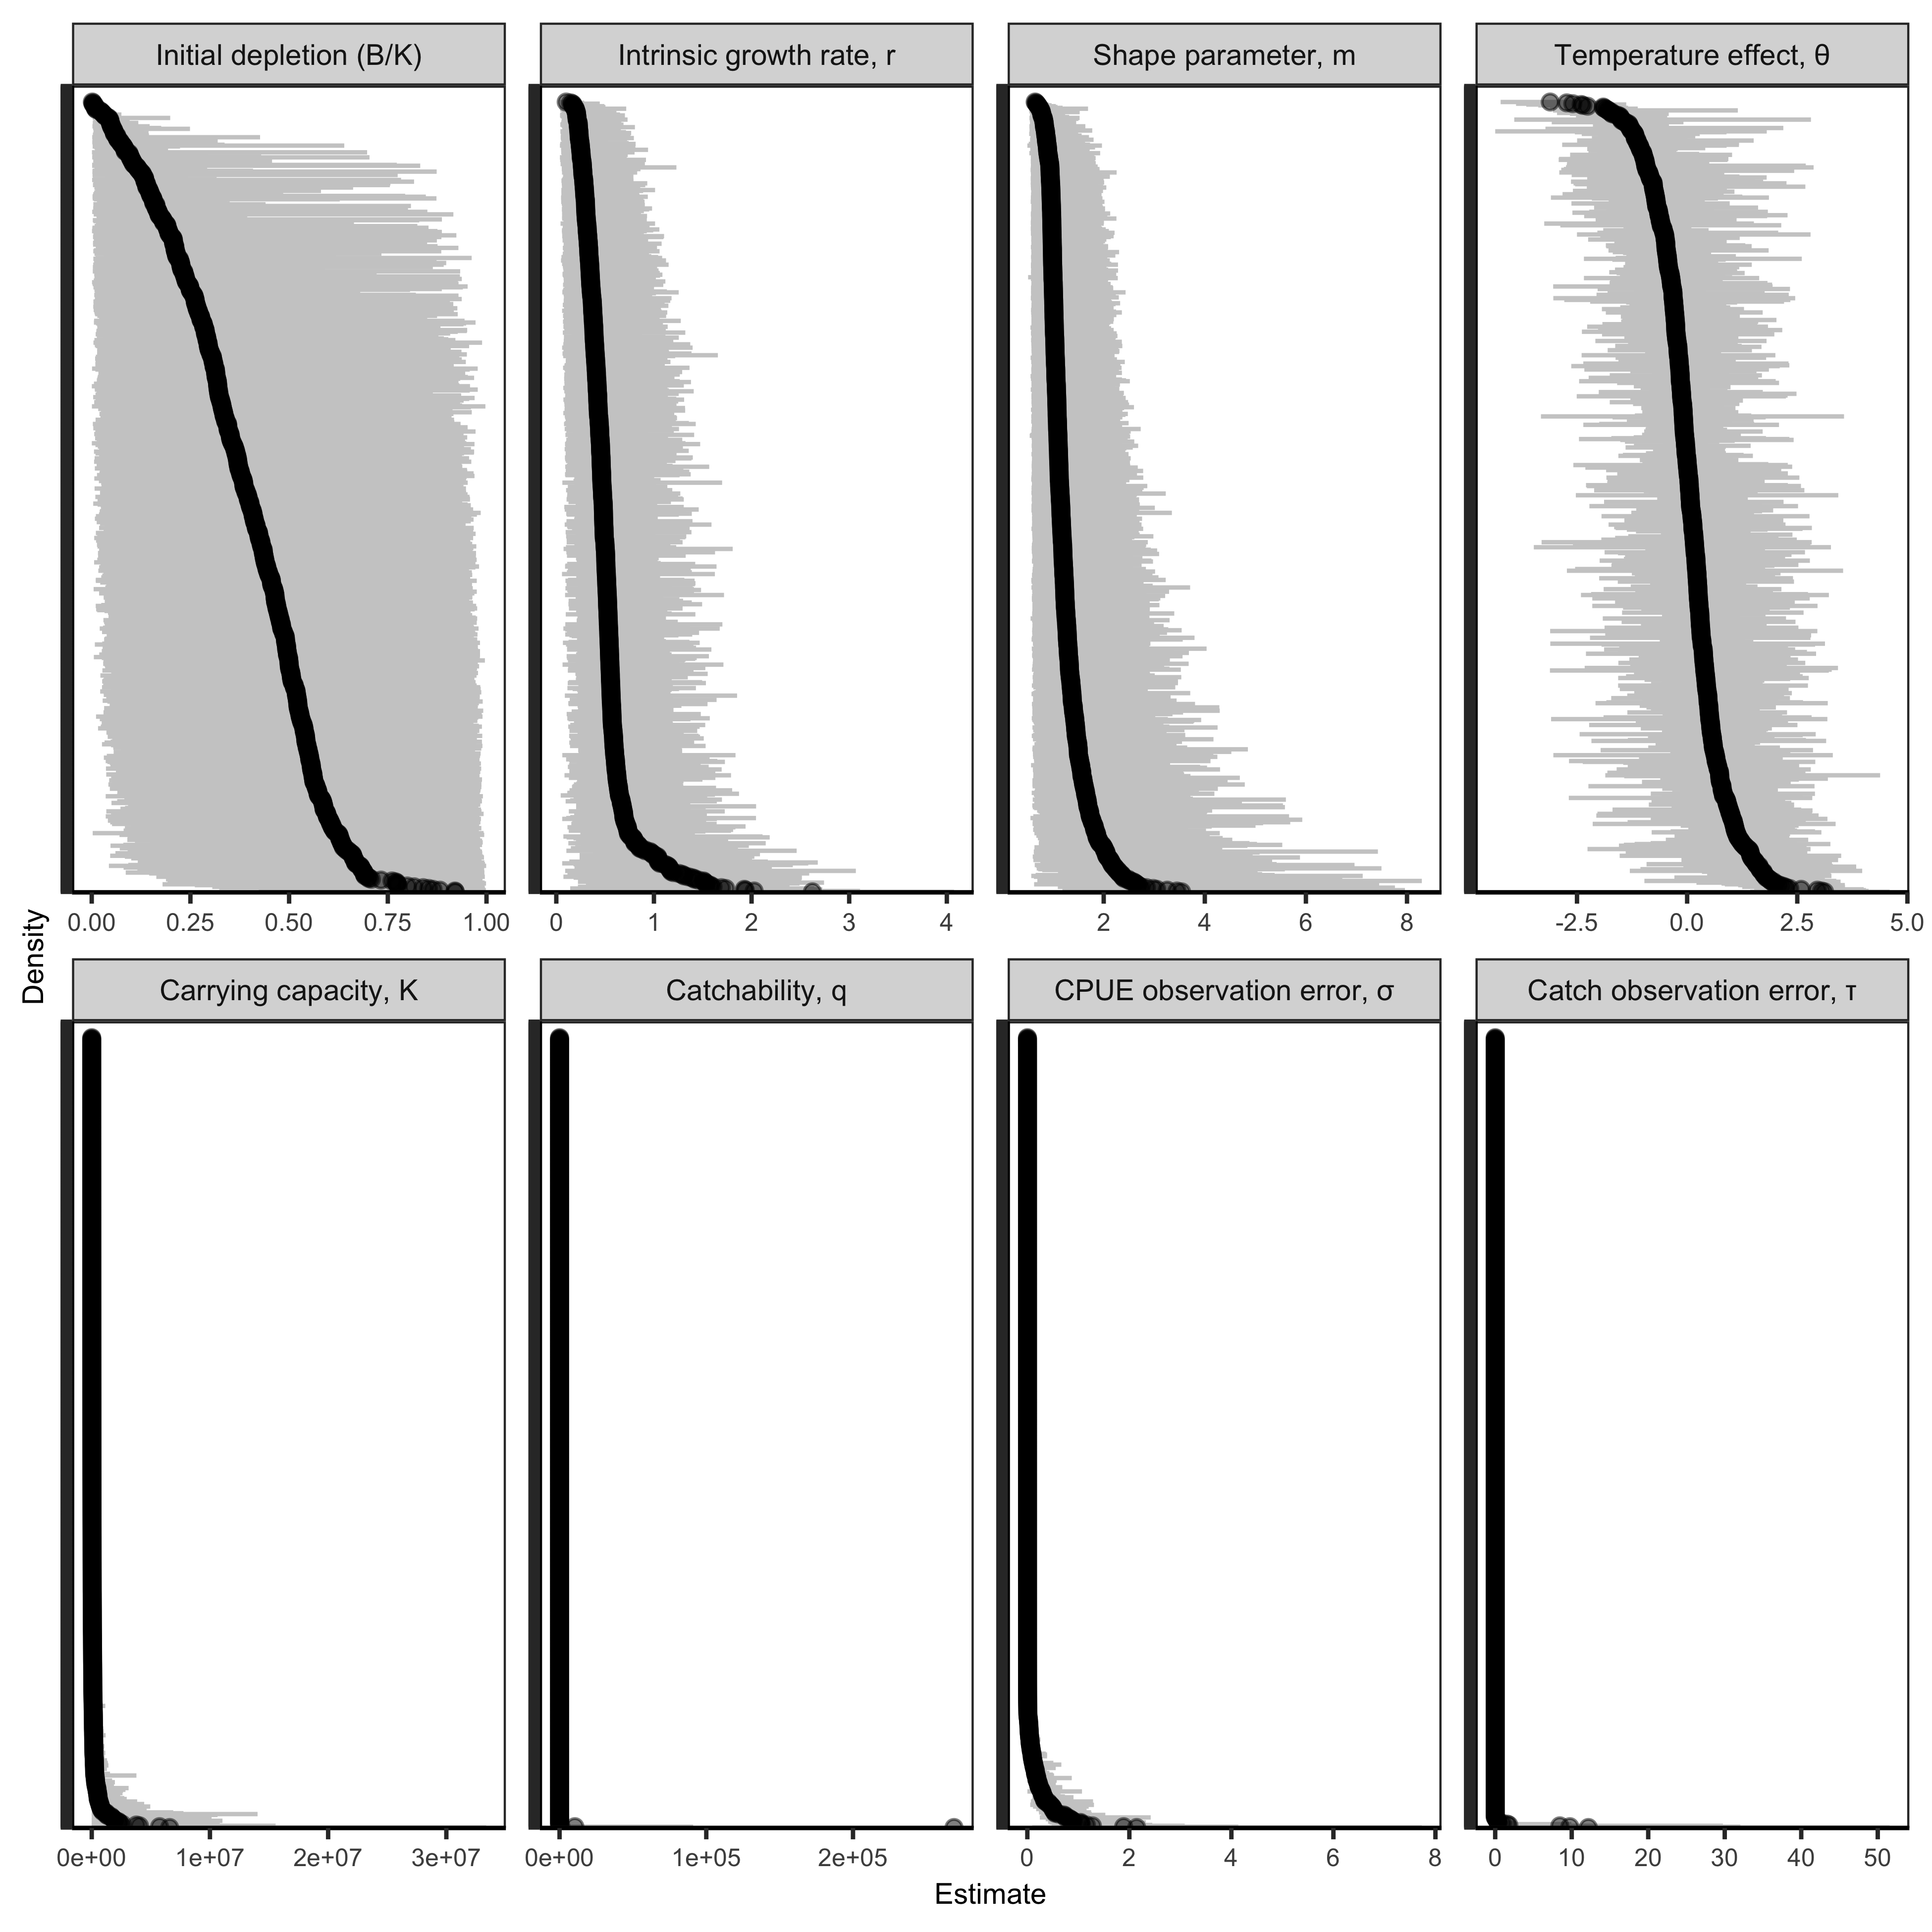 Initial depletion (B/K)
Intrinsic growth rate, r
Shape parameter, m
Temperature effect, θ
0.00 0.25 0.50 0.75 1.00
0 1 2 3 4
2 4 6 8
-2.5 0.0 2.5 5.0
Density
Carrying capacity, K
Catchability, q
CPUE observation error, σ
Catch observation error, τ
0e+00 1e+07 2e+07 3e+07
0e+00 1e+05 2e+05
0 2 4 6 8
0 10 20 30 40 50
Estimate